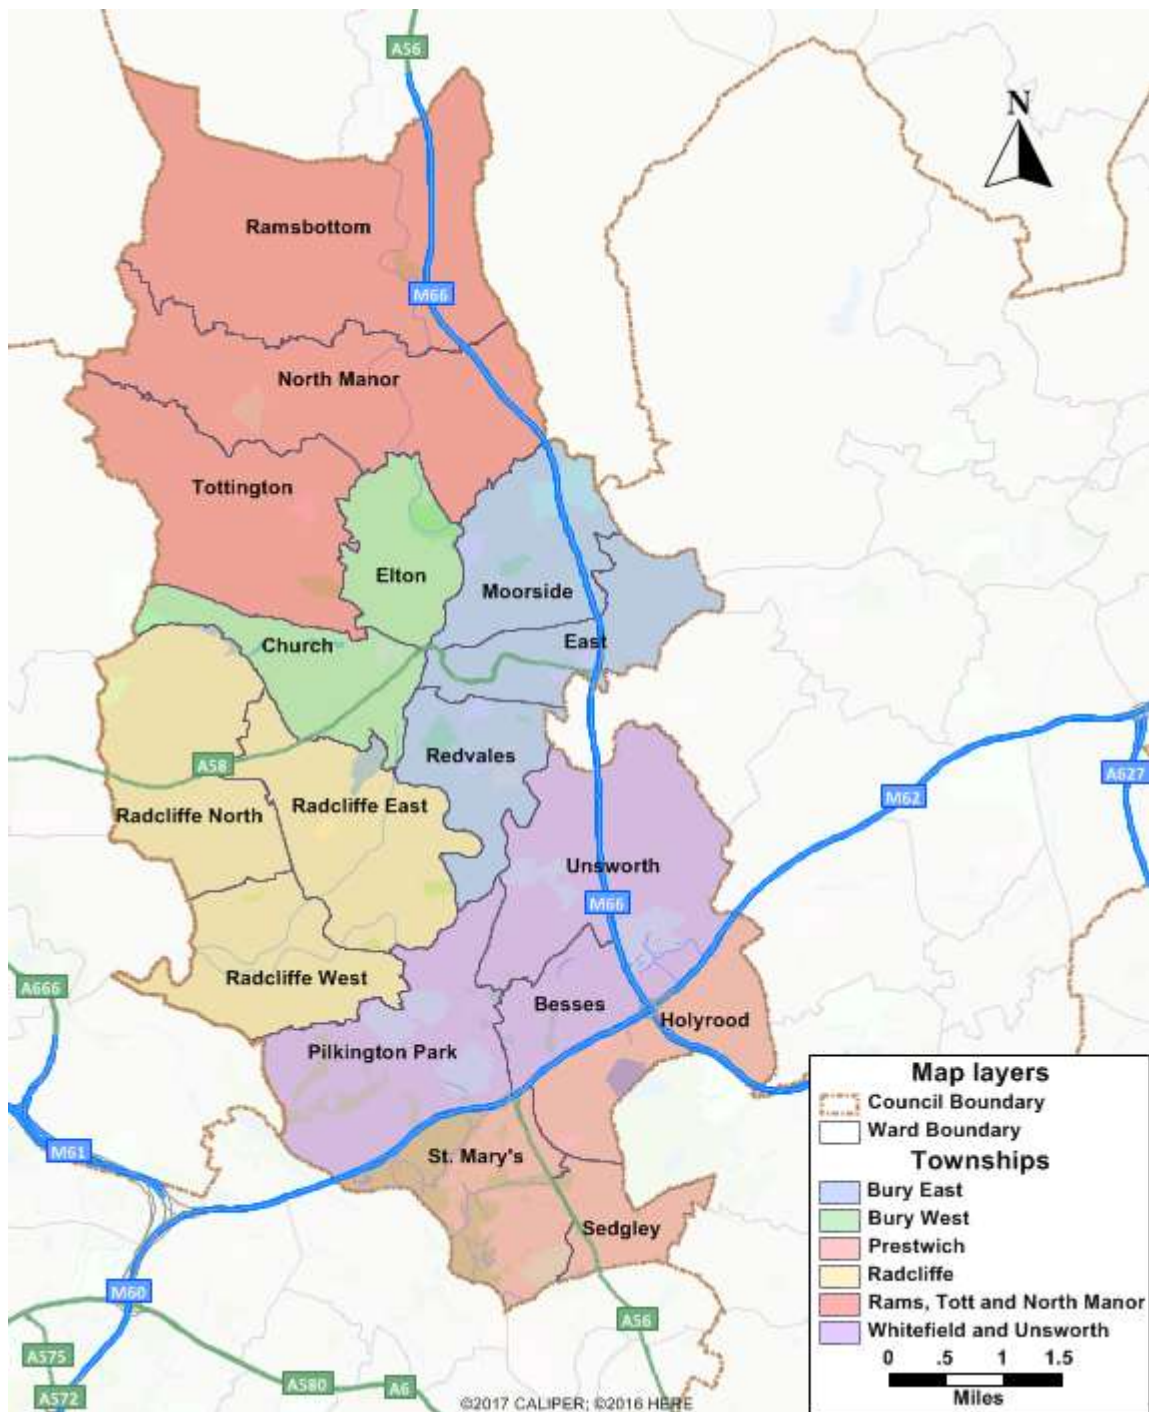 A56
N
Ramsbottom
M66
North Manor
Tottington
Elton
Moorside
Church
East
Redvales
A58
M62
A627
Radcliffe East
Radcliffe North
Unsworth
M66
Radcliffe West
A666
Besses
Holyrood
Pilkington Park
M61
St. Mary's
Sedgley
M60
A56
A575
A580
A6
A572
Map layers
Council Boundary
Ward Boundary
Townships
Bury East
Bury West
Prestwich
Radcliffe
Rams, Tott and North Manor
Whitefield and Unsworth
0 .5 1 1.5
Miles
©2017 CALIPER; ©2016 HERE